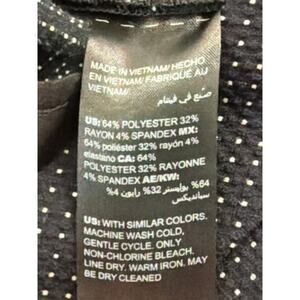 MADE IN VIETNAM/ HECHO
EN VIETNAM/ FABRIQUÉ AU
VIETNAM/
صنع في فيتنام
US: 64% POLYESTER 32%
RAYON 4% SPANDEX MX:
64% poliéster 32% rayón 4%
elastano CA: 64%
POLYESTER 32% RAYONNE
4% SPANDEX AE/KW:
64% بوليستر 32% رايون 4%
سبانديكس
US: WITH SIMILAR COLORS.
MACHINE WASH COLD,
GENTLE CYCLE. ONLY
NON-CHLORINE BLEACH.
LINE DRY. WARM IRON. MAY
BE DRY CLEANED